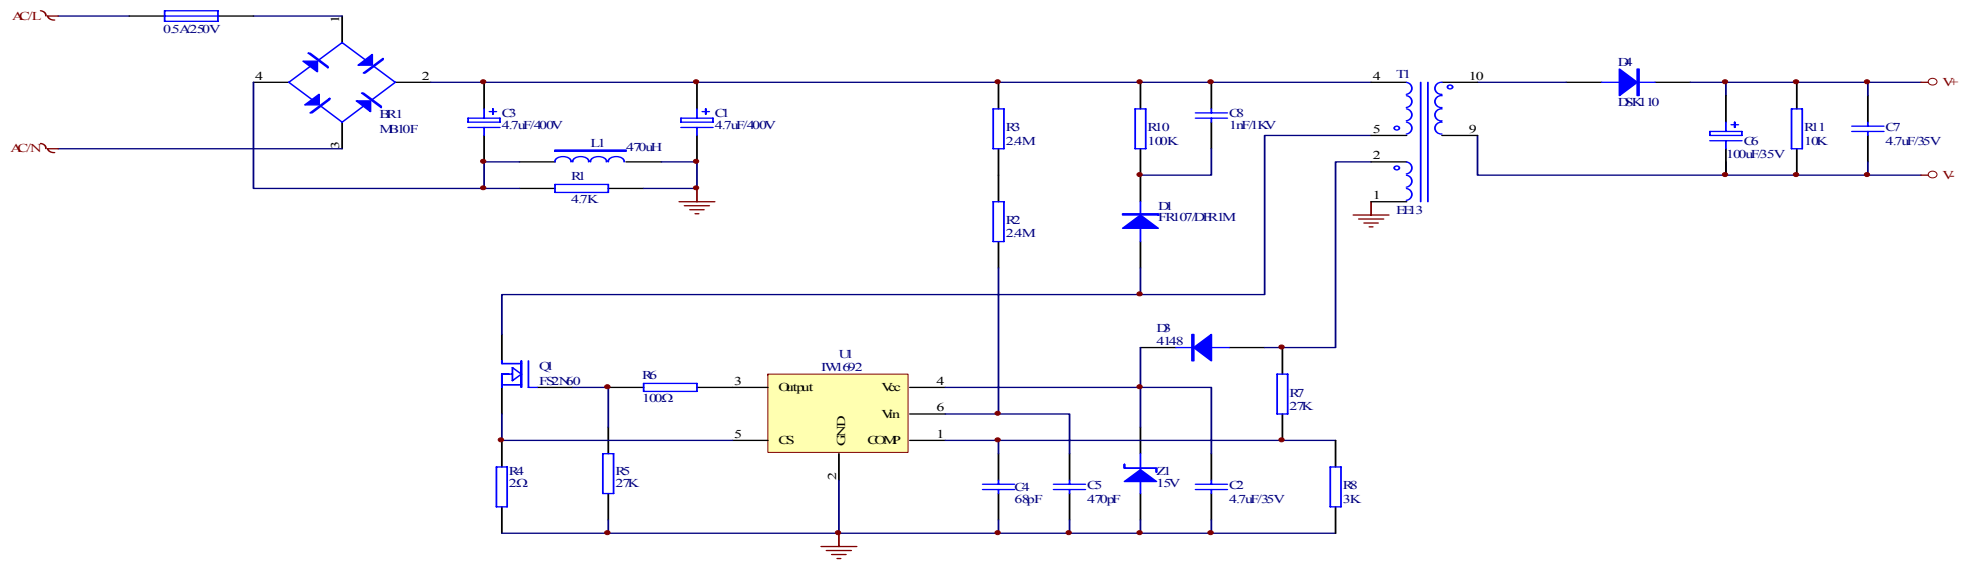 AC/L
0.5A/250V
1
4
2
BR1
MB10F
AC/N
3
C3
4.7uF/400V
C1
4.7uF/400V
L1
470uH
R1
4.7K
R3
2.4M
R2
2.4M
R10
100K
C8
1nF/1KV
D1
FR107/DFR1M
4
T1
10
5
9
2
1
EE13
D4
DSK110
C6
100uF/35V
R11
10K
C7
4.7uF/35V
V+
V-
Q1
FS2N60
R6
100Ω
U1
IW1692
3
Output
Vcc
4
Vin
6
5
CS
GND
COMP
1
2
D3
4148
R7
27K
R4
2Ω
R5
27K
C4
68pF
C5
470pF
Z1
15V
C2
4.7uF/35V
R8
3K